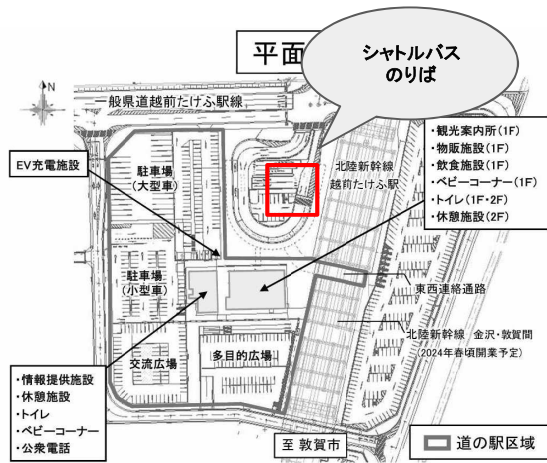 平面
シャトルバス
のりば
N
般県道越前たけふ駅線
EV充電施設
駐車場
(大型車)
北陸新幹線
越前たけふ駅
・観光案内所(1F)
・物販施設(1F)
・飲食施設(1F)
・ベビーコーナー(1F)
・トイレ(1F・2F)
・休憩施設(2F)
駐車場
(小型車)
東西連絡通路
北陸新幹線 金沢・敦賀間
(2024年春頃開業予定)
交流広場
多目的広場
・情報提供施設
・休憩施設
・トイレ
・ベビーコーナー
・公衆電話
至 敦賀市
道の駅区域